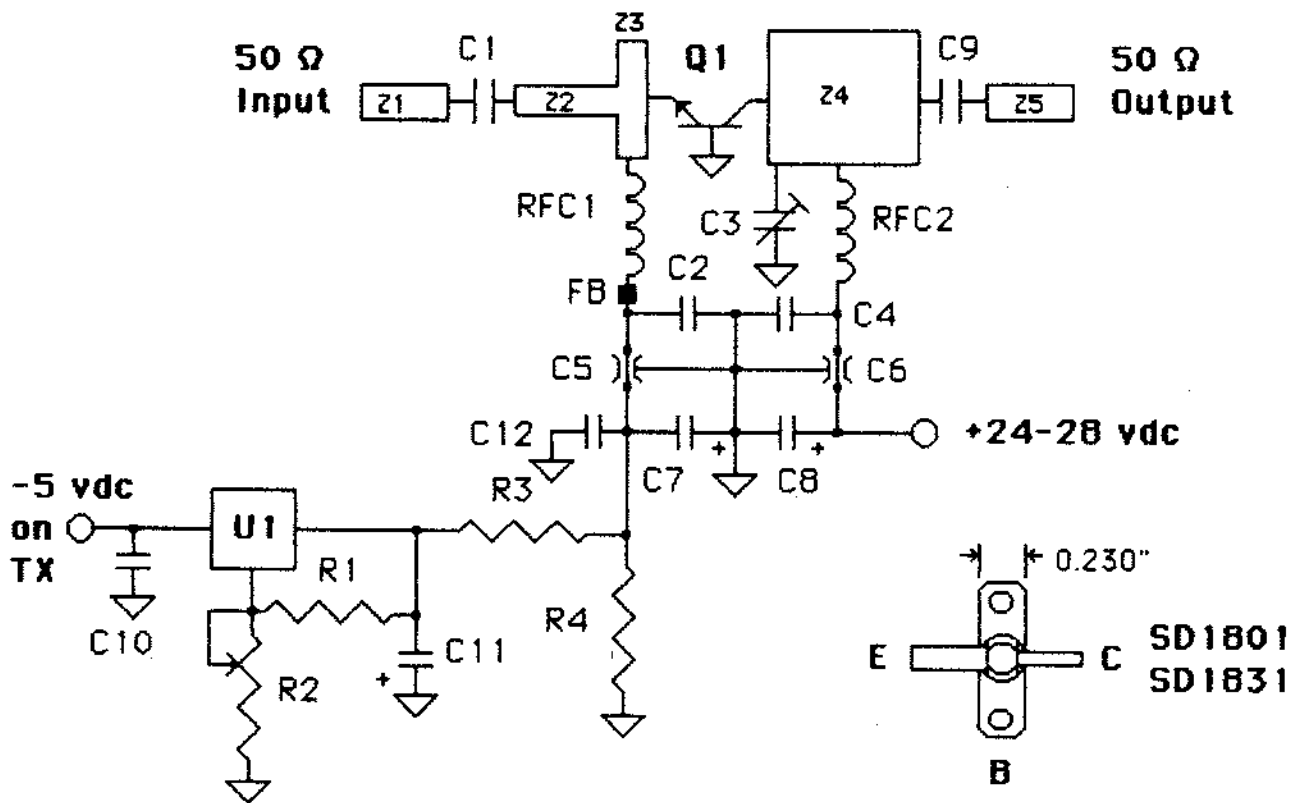 Z3
50 Ω
Input
C1
Q1
C9
50 Ω
Output
Z1
Z2
Z4
Z5
RFC1
C3
RFC2
C2
FB
C4
C5
C6
C12
+24-28 vdc
+
+
C7
C8
R3
-5 vdc
on
TX
U1
R1
0.230"
C10
R2
+
C11
R4
E
C
SD1801
SD1831
B